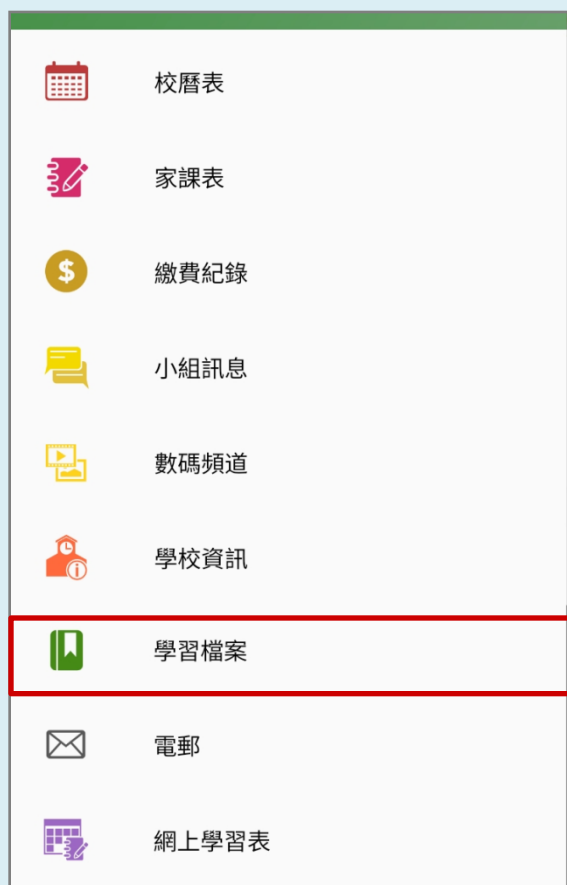 校曆表
家課表
繳費紀錄
小組訊息
數碼頻道
學校資訊
學習檔案
電郵
網上學習表